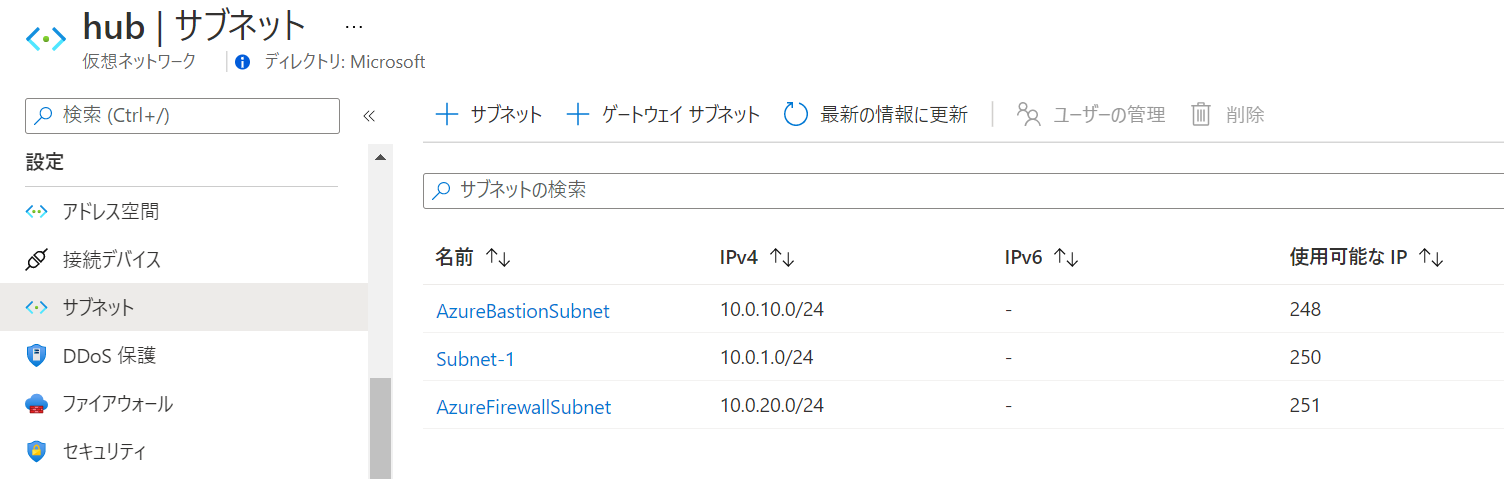 hub | サブネット …
仮想ネットワーク ディレクトリ: Microsoft
検索 (Ctrl+/) «
設定
アドレス空間
接続デバイス
サブネット
DDoS 保護
ファイアウォール
セキュリティ
サブネット ゲートウェイ サブネット 最新の情報に更新 ユーザーの管理 削除
サブネットの検索
名前 IPv4 IPv6 使用可能な IP
AzureBastionSubnet 10.0.10.0/24 - 248
Subnet-1 10.0.1.0/24 - 250
AzureFirewallSubnet 10.0.20.0/24 - 251